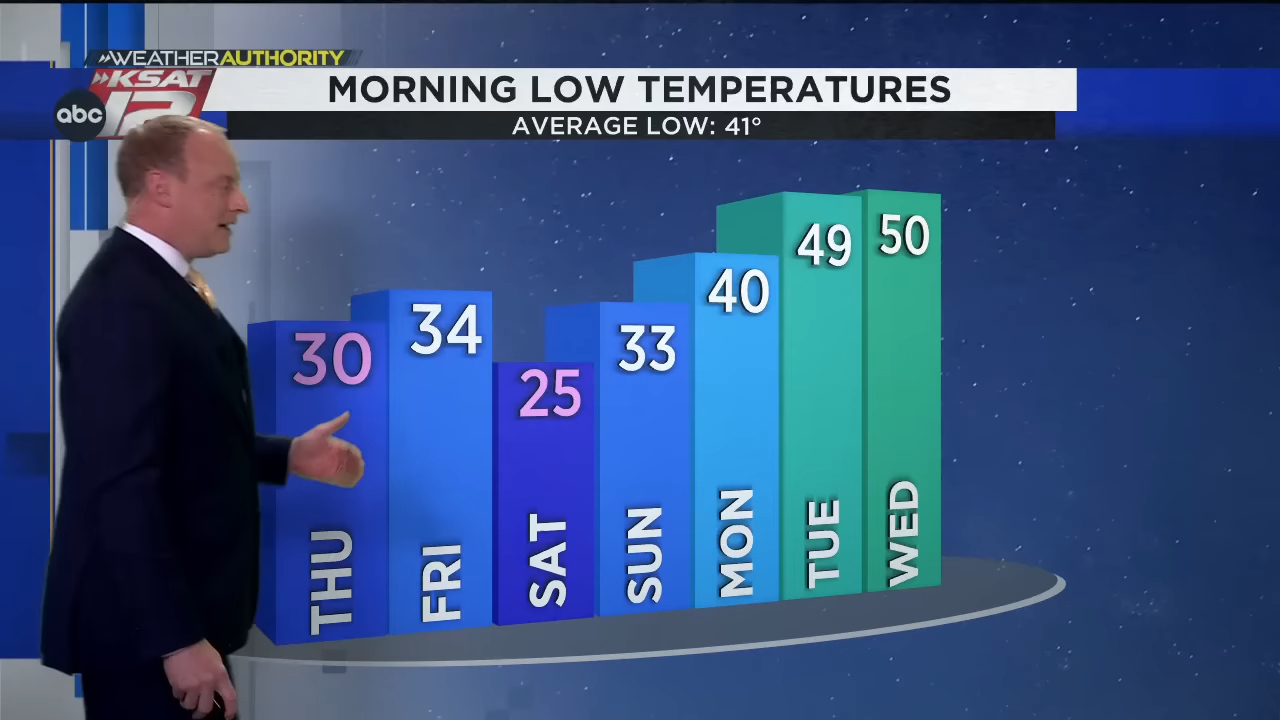 WEATHERAUTHORITY
KSAT
abc 12
MORNING LOW TEMPERATURES
AVERAGE LOW: 41°
30
34
25
33
40
49
50
THU
FRI
SAT
SUN
MON
TUE
WED